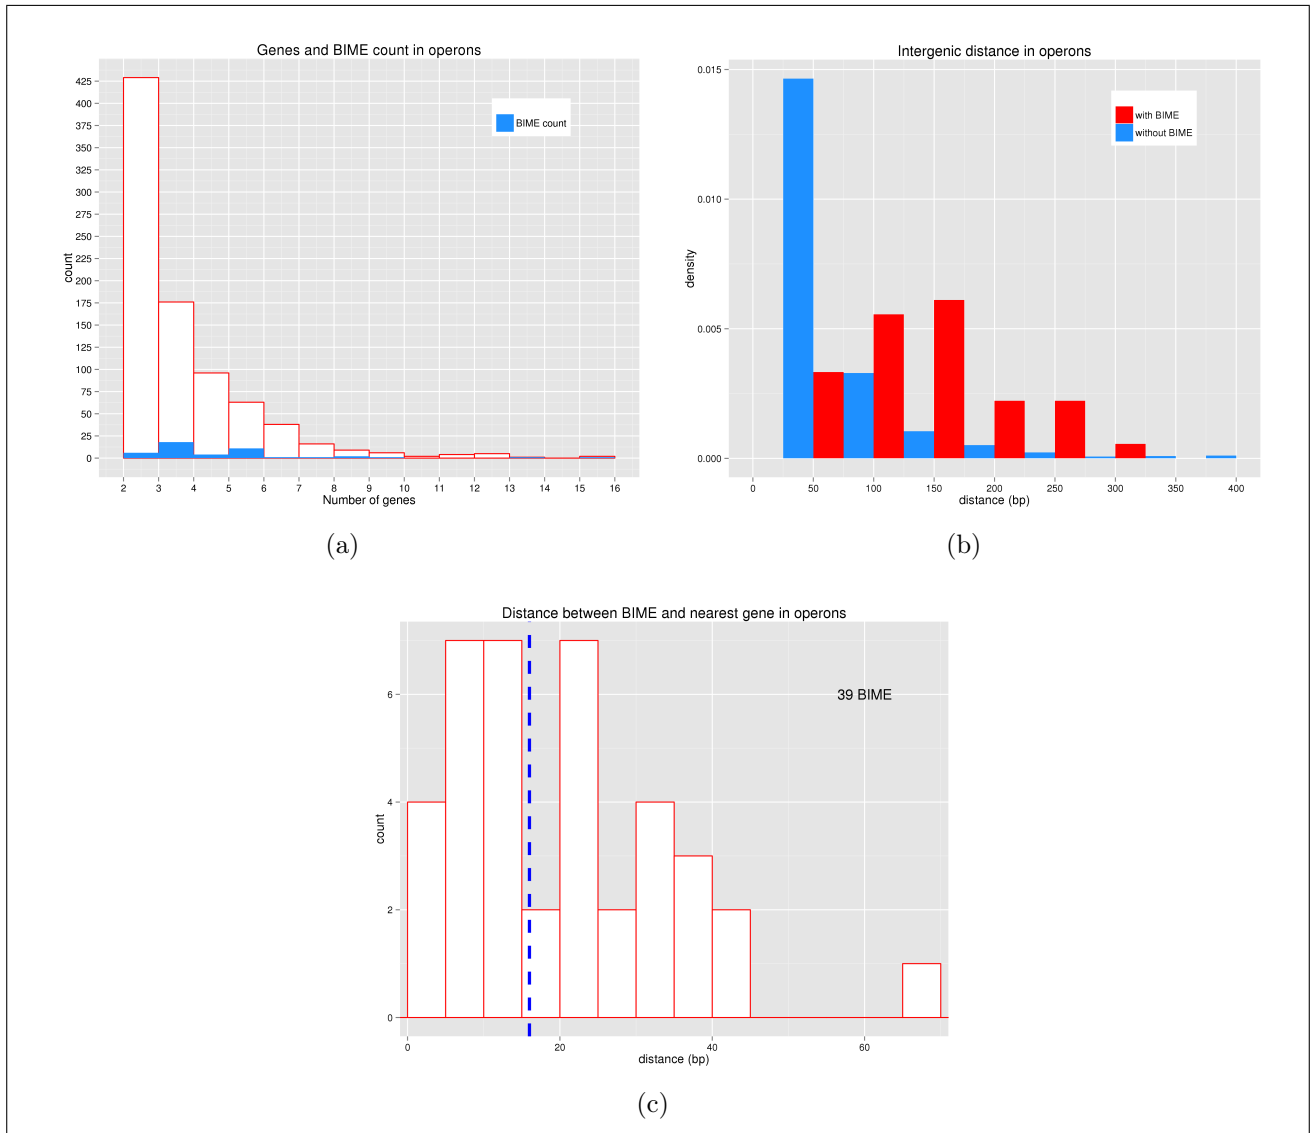 Genes and BIME count in operons
425
400
375
350
325
300
275
250
225
200
175
150
125
100
75
50
25
0
count
BIME count
2 3 4 5 6 7 8 9 10 11 12 13 14 15 16
Number of genes
(a)
Intergenic distance in operons
0.015
0.010
0.005
0.000
density
with BIME
without BIME
0 50 100 150 200 250 300 350 400
distance (bp)
(b)
Distance between BIME and nearest gene in operons
6
4
2
0
count
39 BIME
0 20 40 60
distance (bp)
(c)